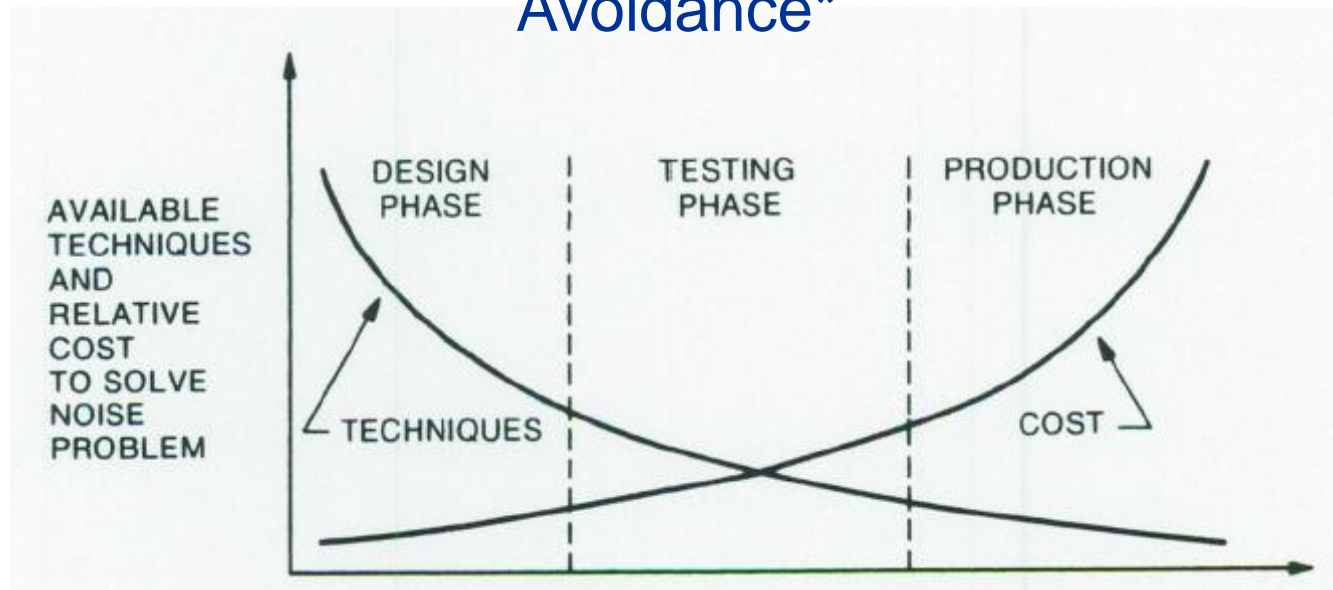 Avoidance*
DESIGN
PHASE
TESTING
PHASE
PRODUCTION
PHASE
AVAILABLE
TECHNIQUES
AND
RELATIVE
COST
TO SOLVE
NOISE
PROBLEM
TECHNIQUES
COST